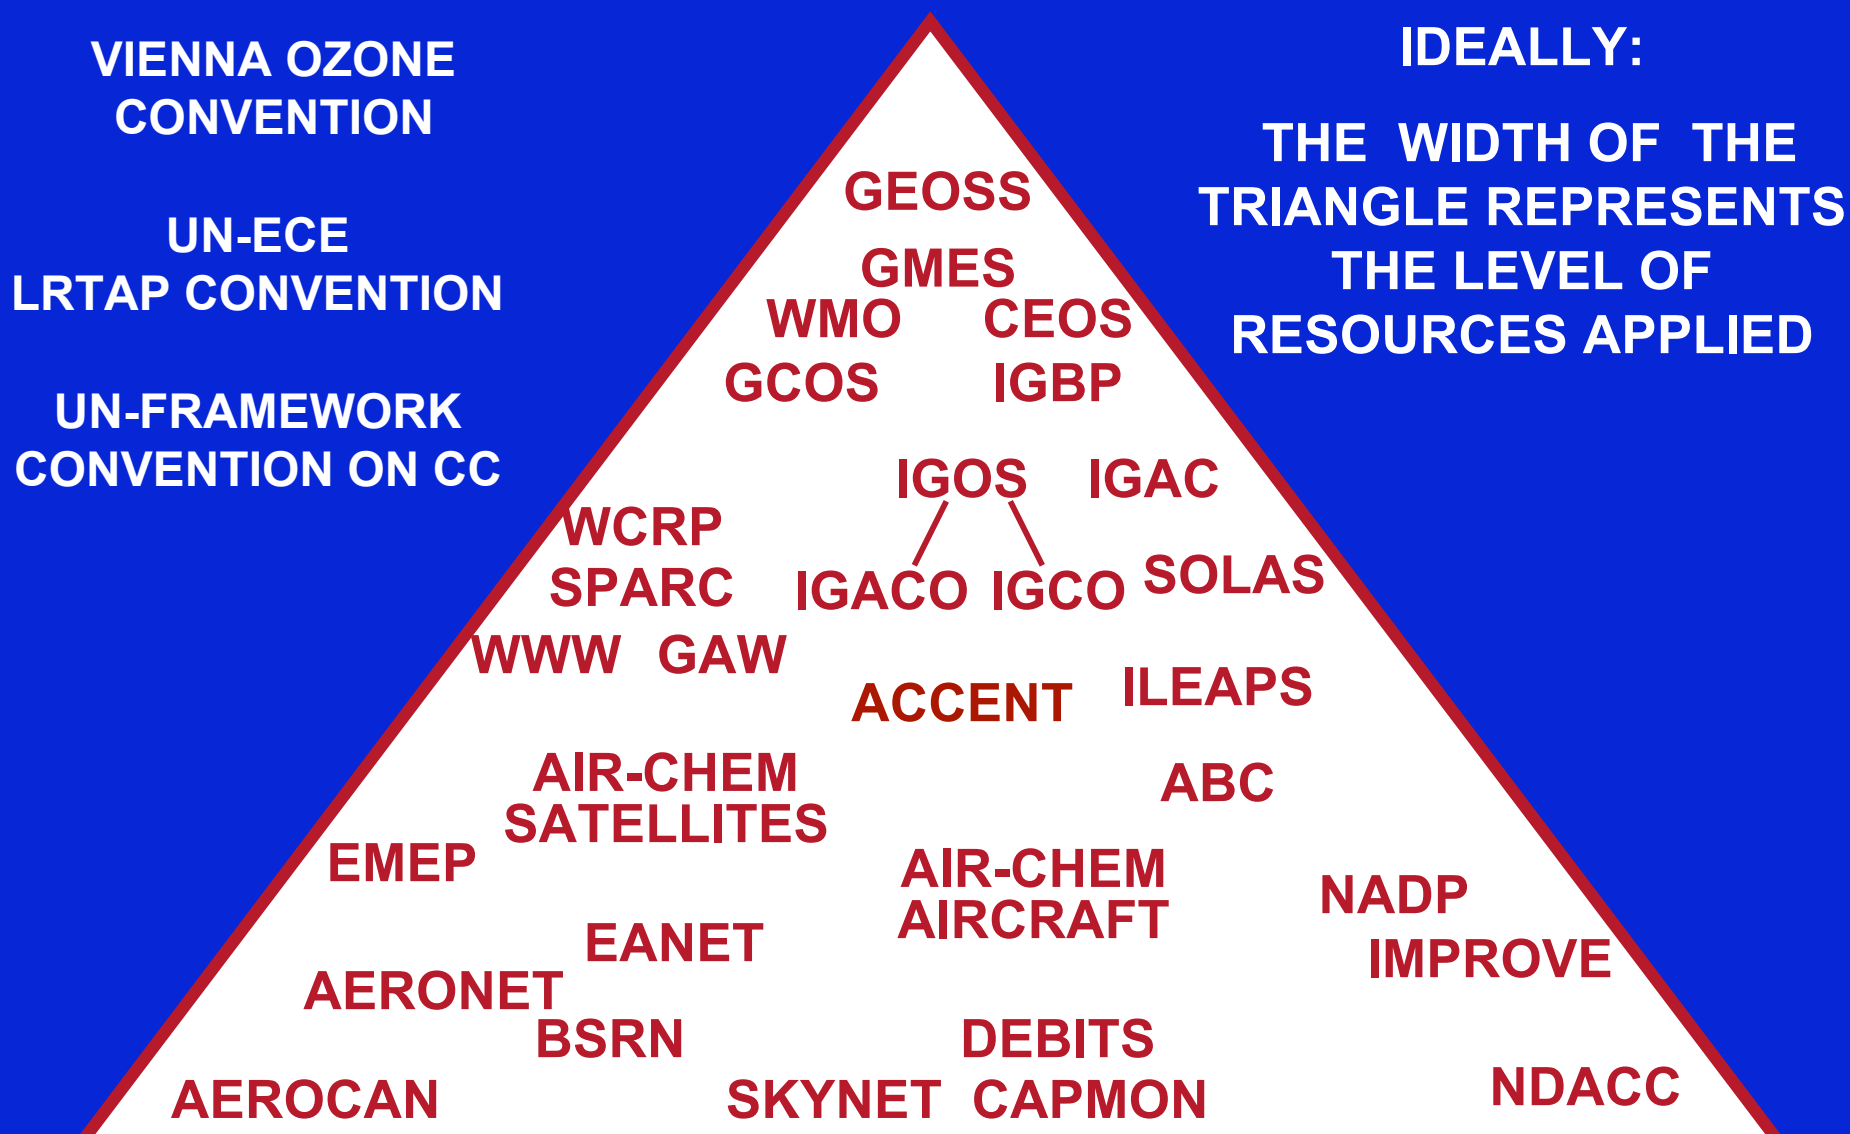 VIENNA OZONE
CONVENTION
UN-ECE
LRTAP CONVENTION
UN-FRAMEWORK
CONVENTION ON CC
IDEALLY:
THE WIDTH OF THE
TRIANGLE REPRESENTS
THE LEVEL OF
RESOURCES APPLIED
GEOSS
GMES
WMO CEOS
GCOS IGBP
IGOS IGAC
WCRP
SPARC IGACO IGCO SOLAS
WWW GAW
ACCENT ILEAPS
AIR-CHEM
SATELLITES
ABC
EMEP
AIR-CHEM
AIRCRAFT
NADP
EANET
IMPROVE
AERONET
BSRN DEBITS
AEROCAN SKYNET CAPMON NDACC